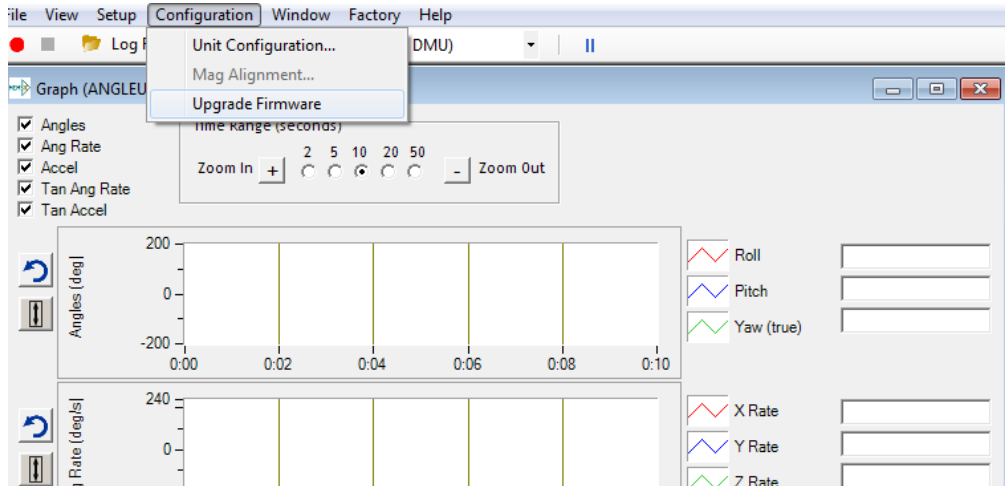 File View Setup Configuration Window Factory Help
Log F
Unit Configuration...
DMU)
Mag Alignment...
Upgrade Firmware
Graph (ANGLEU
Angles
Ang Rate
Accel
Tan Ang Rate
Tan Accel
Time Range (seconds)
2 5 10 20 50
Zoom In + - Zoom Out
Angles (deg)
200
0
-200
0:00 0:02 0:04 0:06 0:08 0:10
Roll
Pitch
Yaw (true)
g Rate (deg/s)
240
0
X Rate
Y Rate
Z Rate